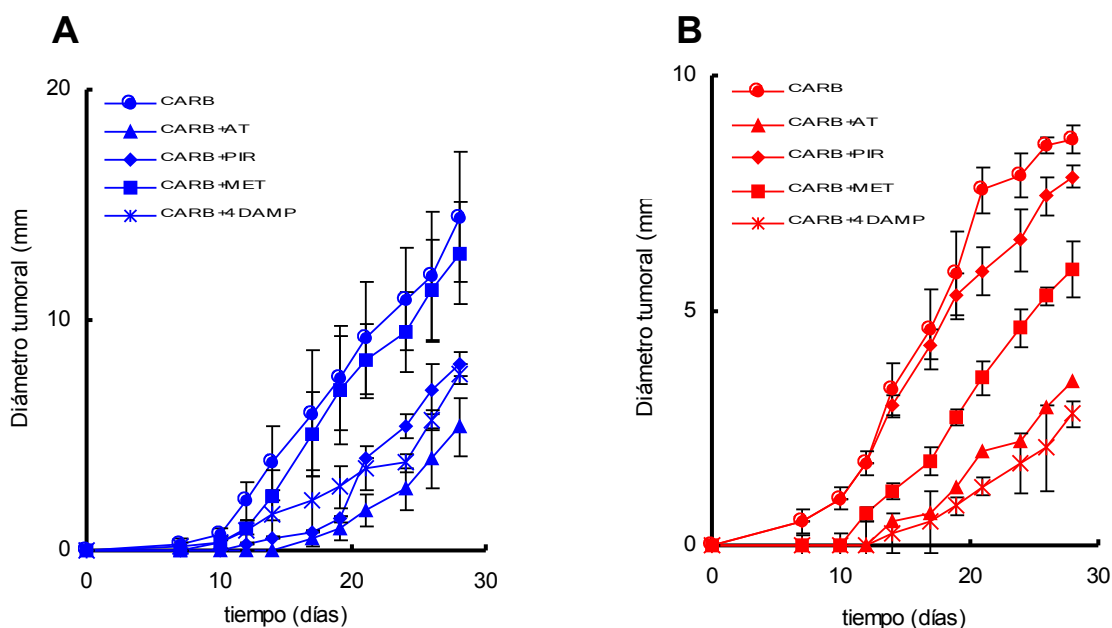 A
20
CARB
CARB+AT
CARB+PIR
CARB+MET
CARB+4DAMP
Diámetro tumoral (mm
10
0
0
10
20
30
tiempo (días)
B
10
CARB
CARB+AT
CARB+PIR
CARB+MET
CARB+4DAMP
Diámetro tumoral (mm
5
0
0
10
20
30
tiempo (días)